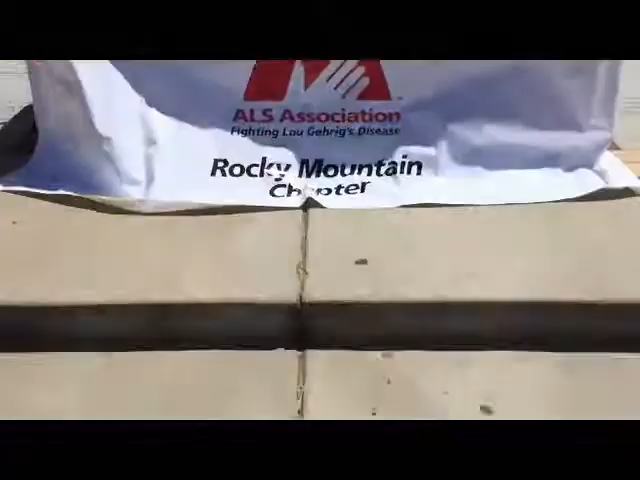 ALS Association
Fighting Lou Gehrig's Disease
Rocky Mountain
Chapter